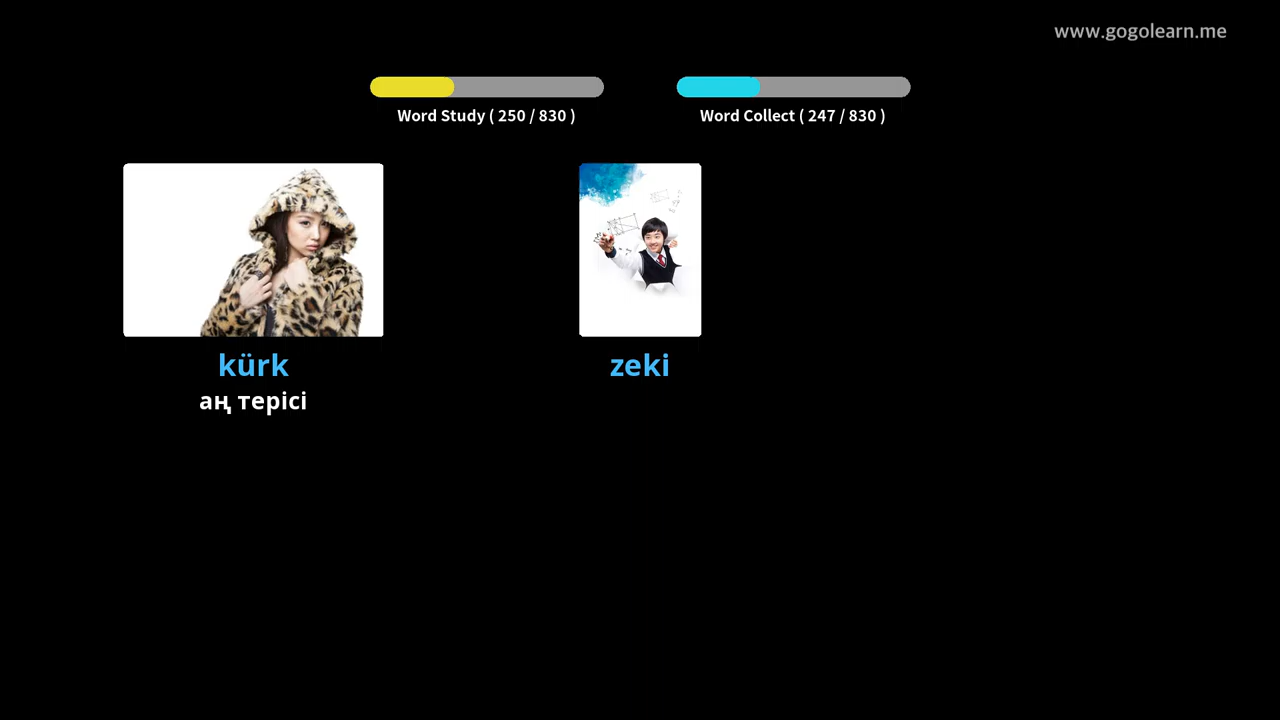 www.gogolearn.me
Word Study ( 250 / 830 )
Word Collect ( 247 / 830 )
kürk
аң терісі
zeki